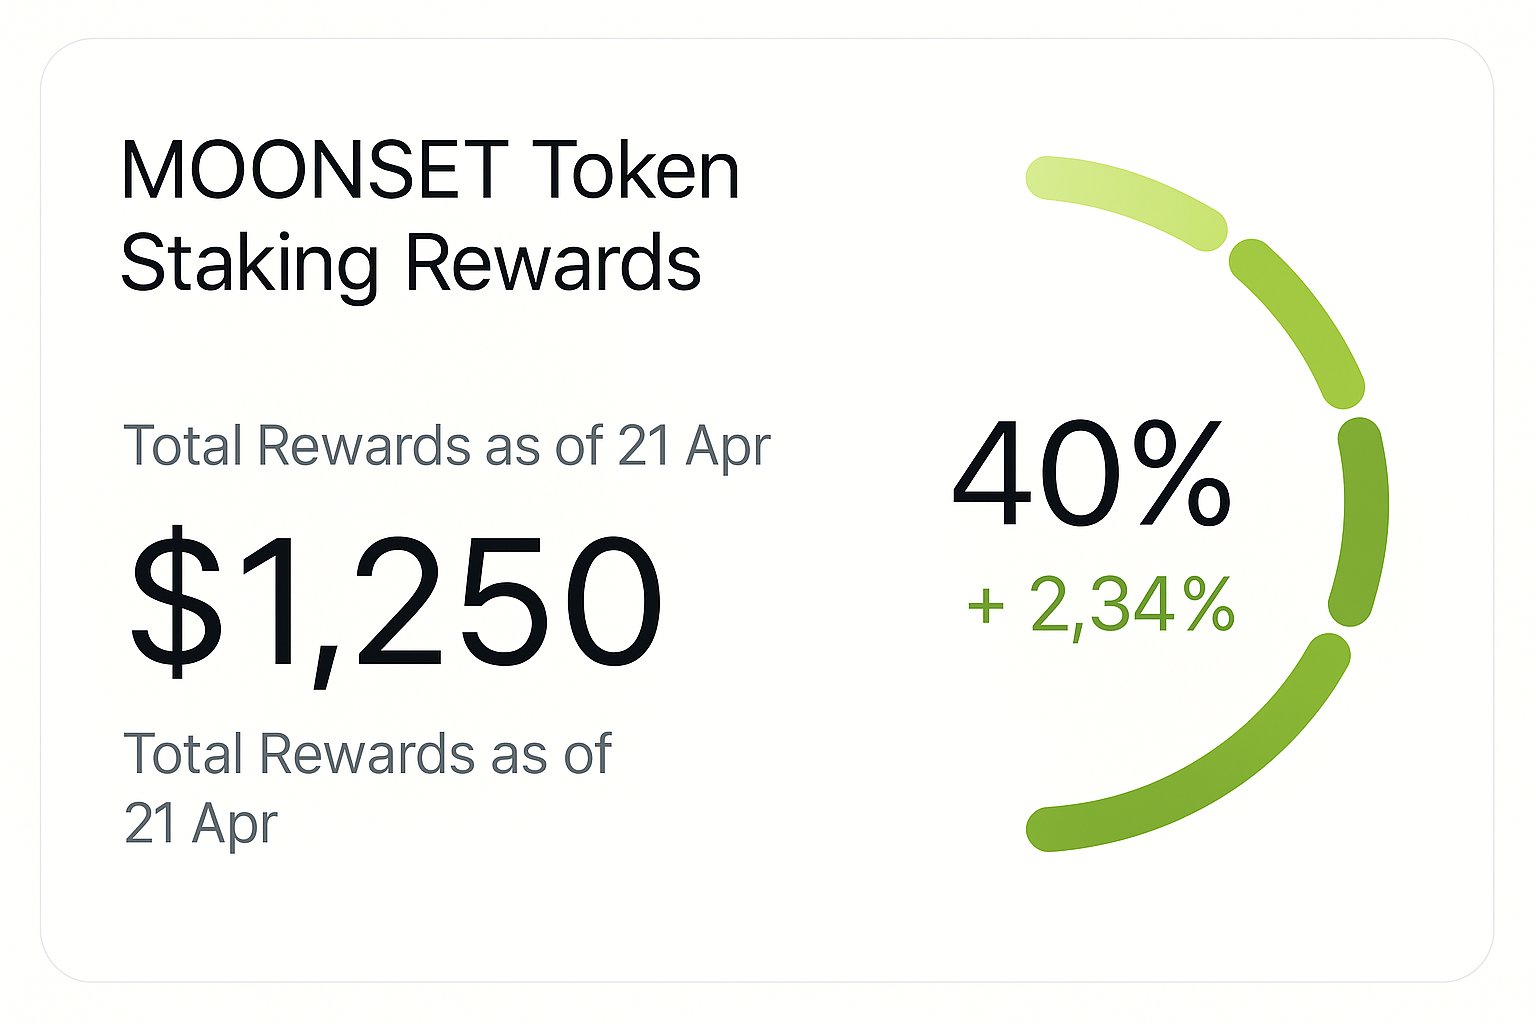 MOONSET Token
Staking Rewards
Total Rewards as of 21 Apr
$1,250
Total Rewards as of
21 Apr
40%
+ 2,34%